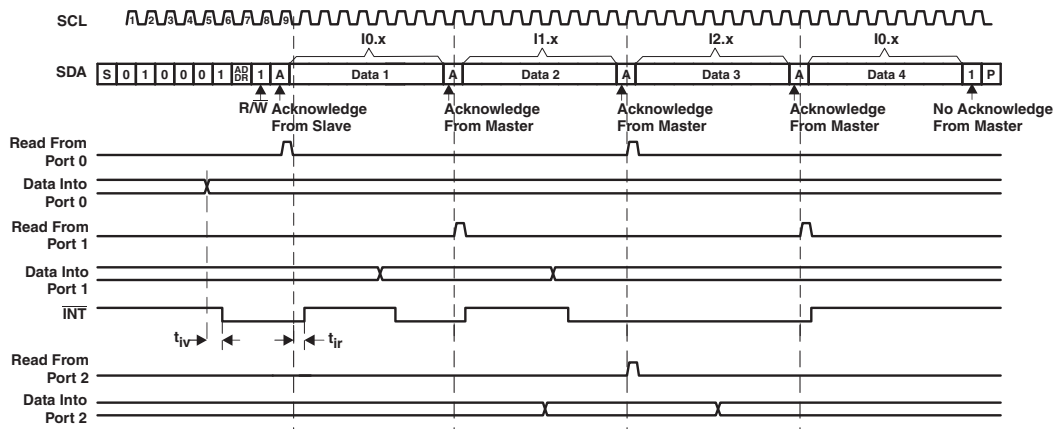 SCL
1 2 3 4 5 6 7 8 9
I0.x I1.x I2.x I0.x
SDA S 0 1 0 0 0 1 AD DR 1 A Data 1 A Data 2 A Data 3 A Data 4 1 P
R/W Acknowledge From Slave
Acknowledge From Master
Acknowledge From Master
Acknowledge From Master
No Acknowledge From Master
Read From
Port 0
Data Into
Port 0
Read From
Port 1
Data Into
Port 1
INT
tiv tir
Read From
Port 2
Data Into
Port 2